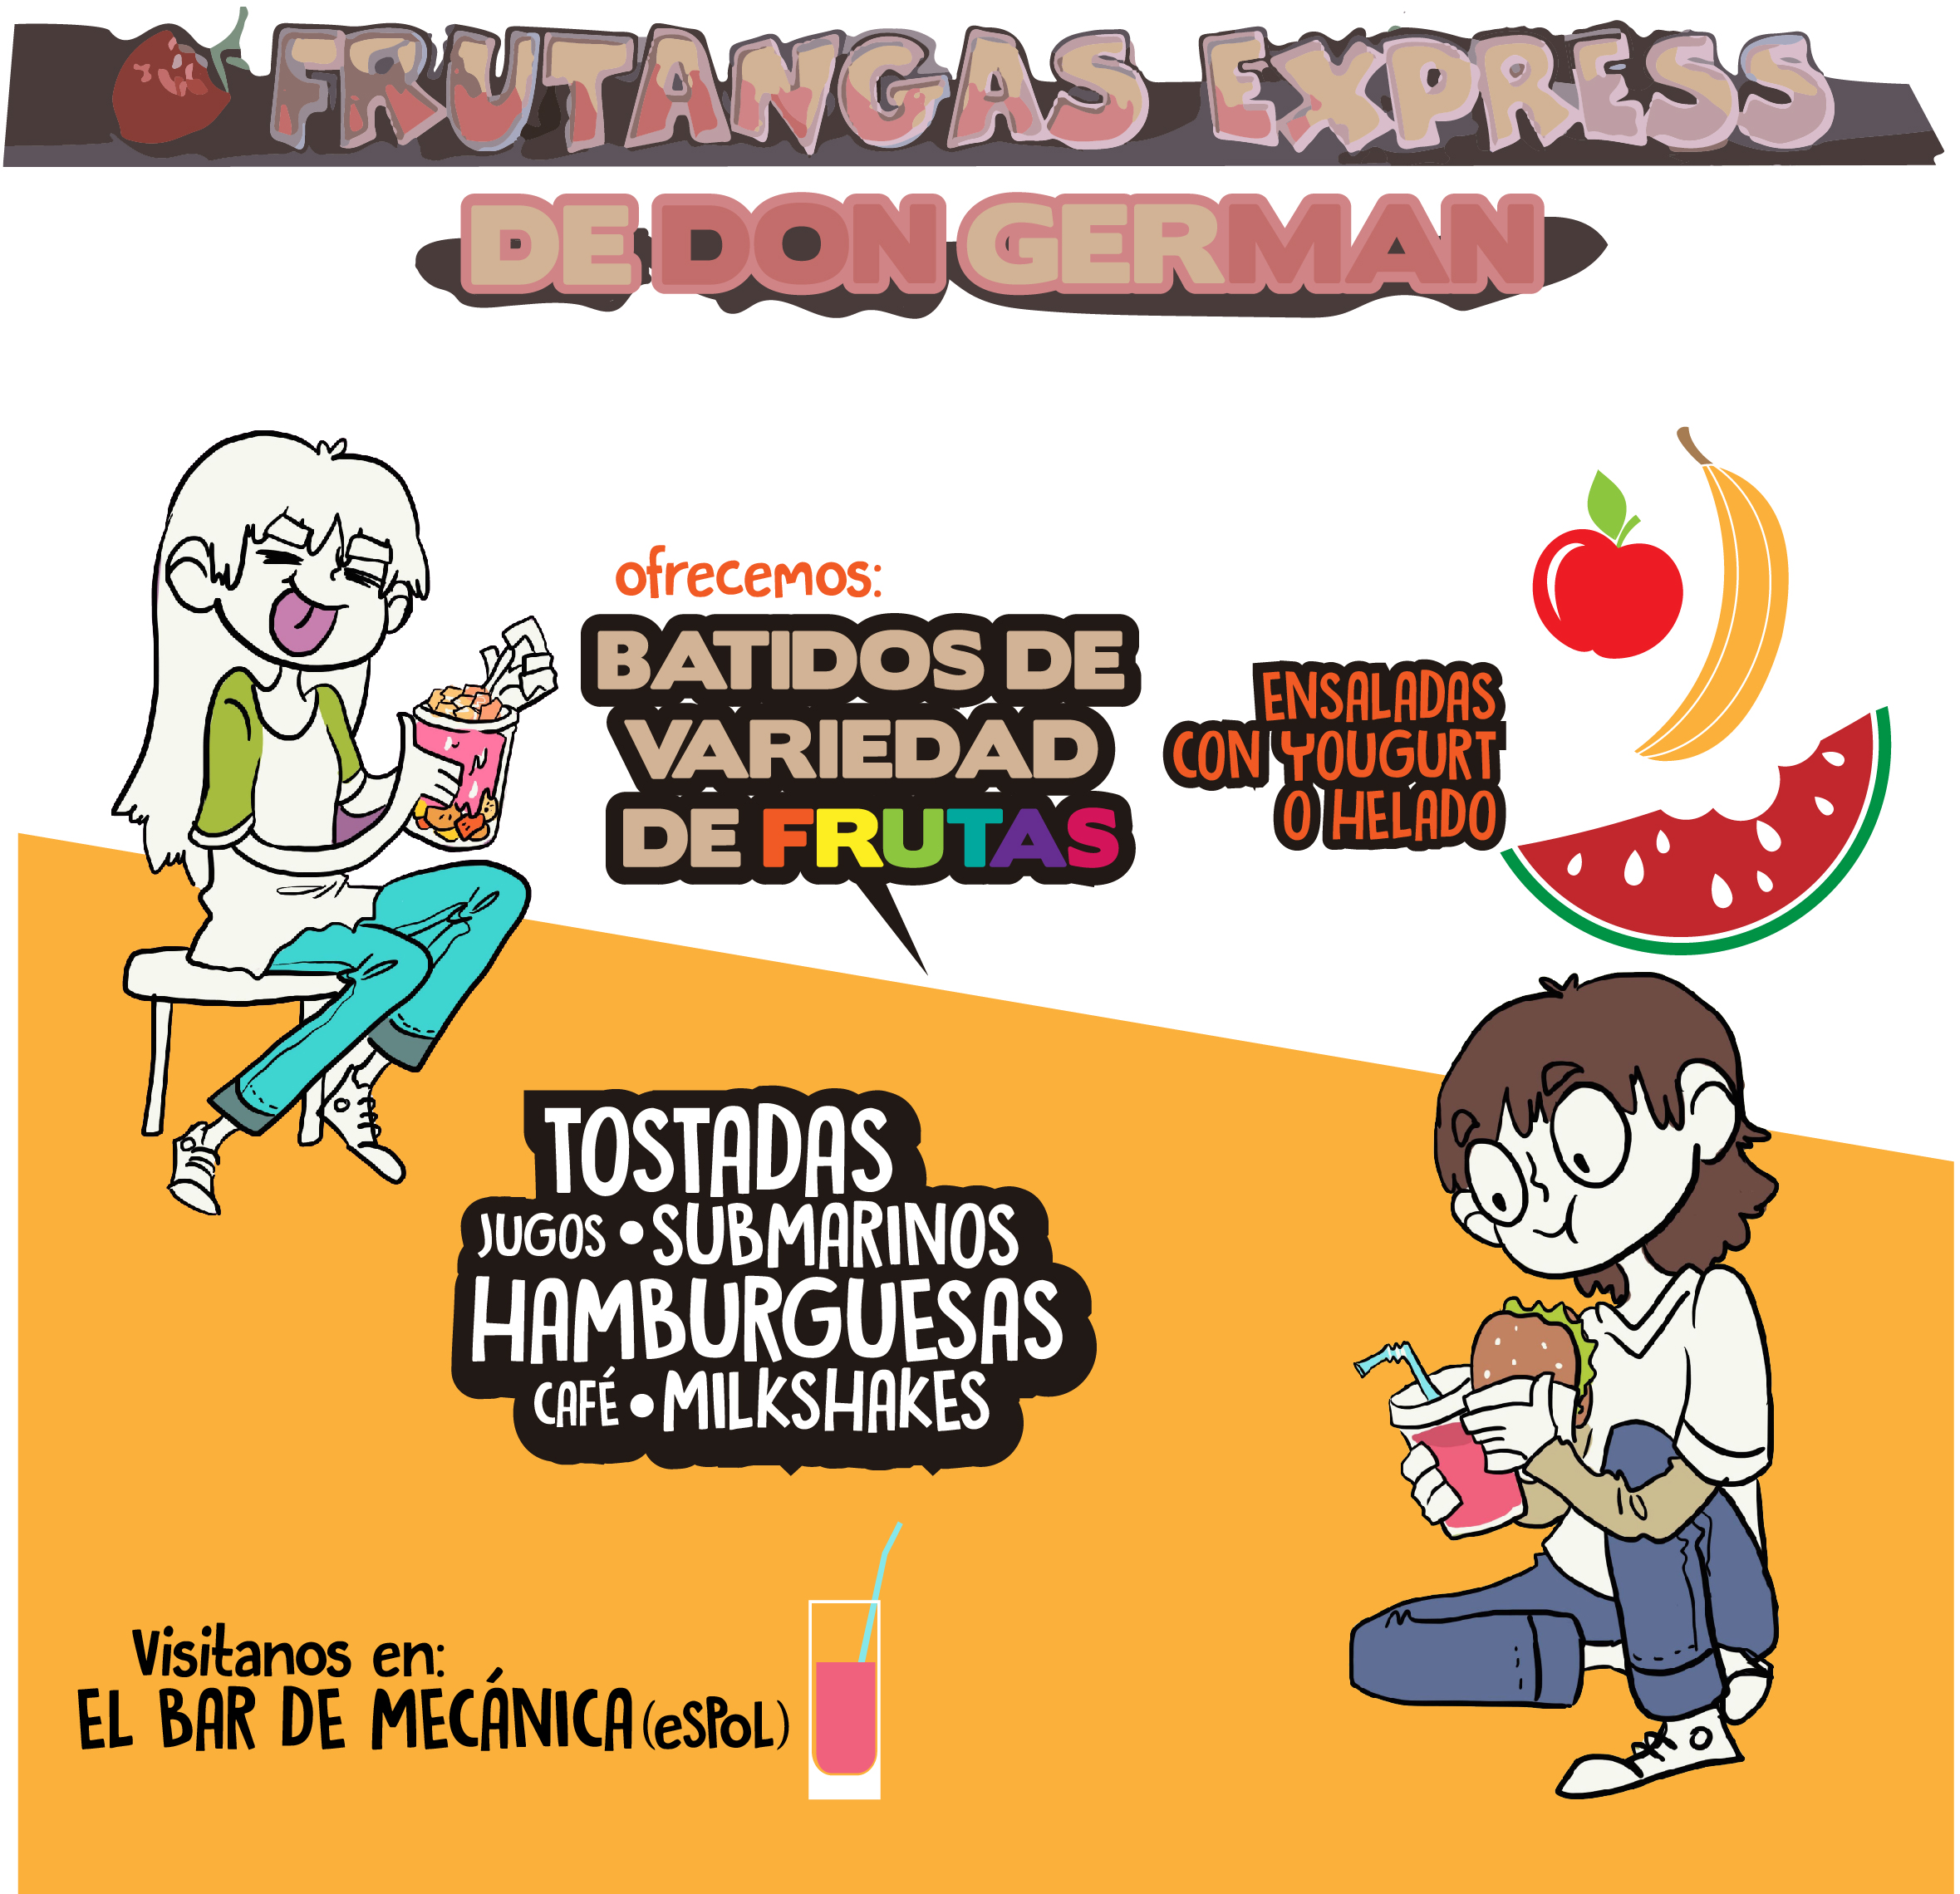 FRUTANGAS EXPRESS
DE DON GERMAN
ofrecemos:
BATIDOS DE
VARIEDAD
DE FRUTAS
ENSALADAS
CON YOUGURT
O HELADO
TOSTADAS
JUGOS • SUBMARINOS
HAMBURGUESAS
CAFÉ • MILKSHAKES
Visitanos en:
EL BAR DE MECÁNICA (eSPoL)